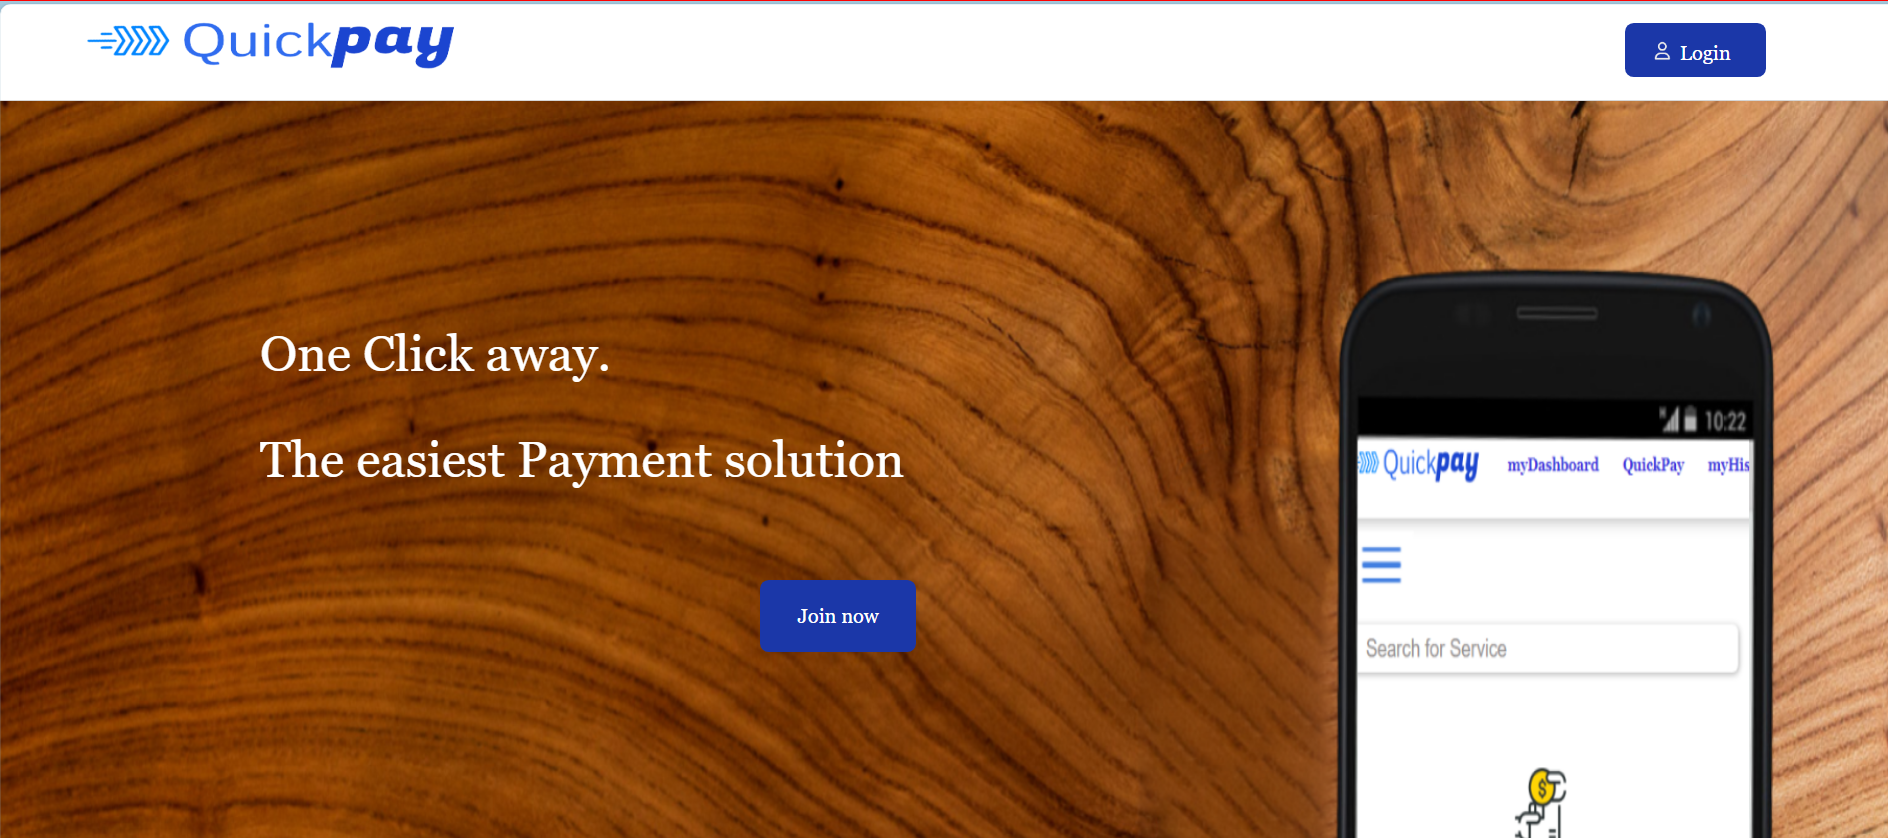 Quickpay
Login
One Click away.
The easiest Payment solution
Join now
10:22
Quickpay myDashboard QuickPay myHis
Search for Service
$